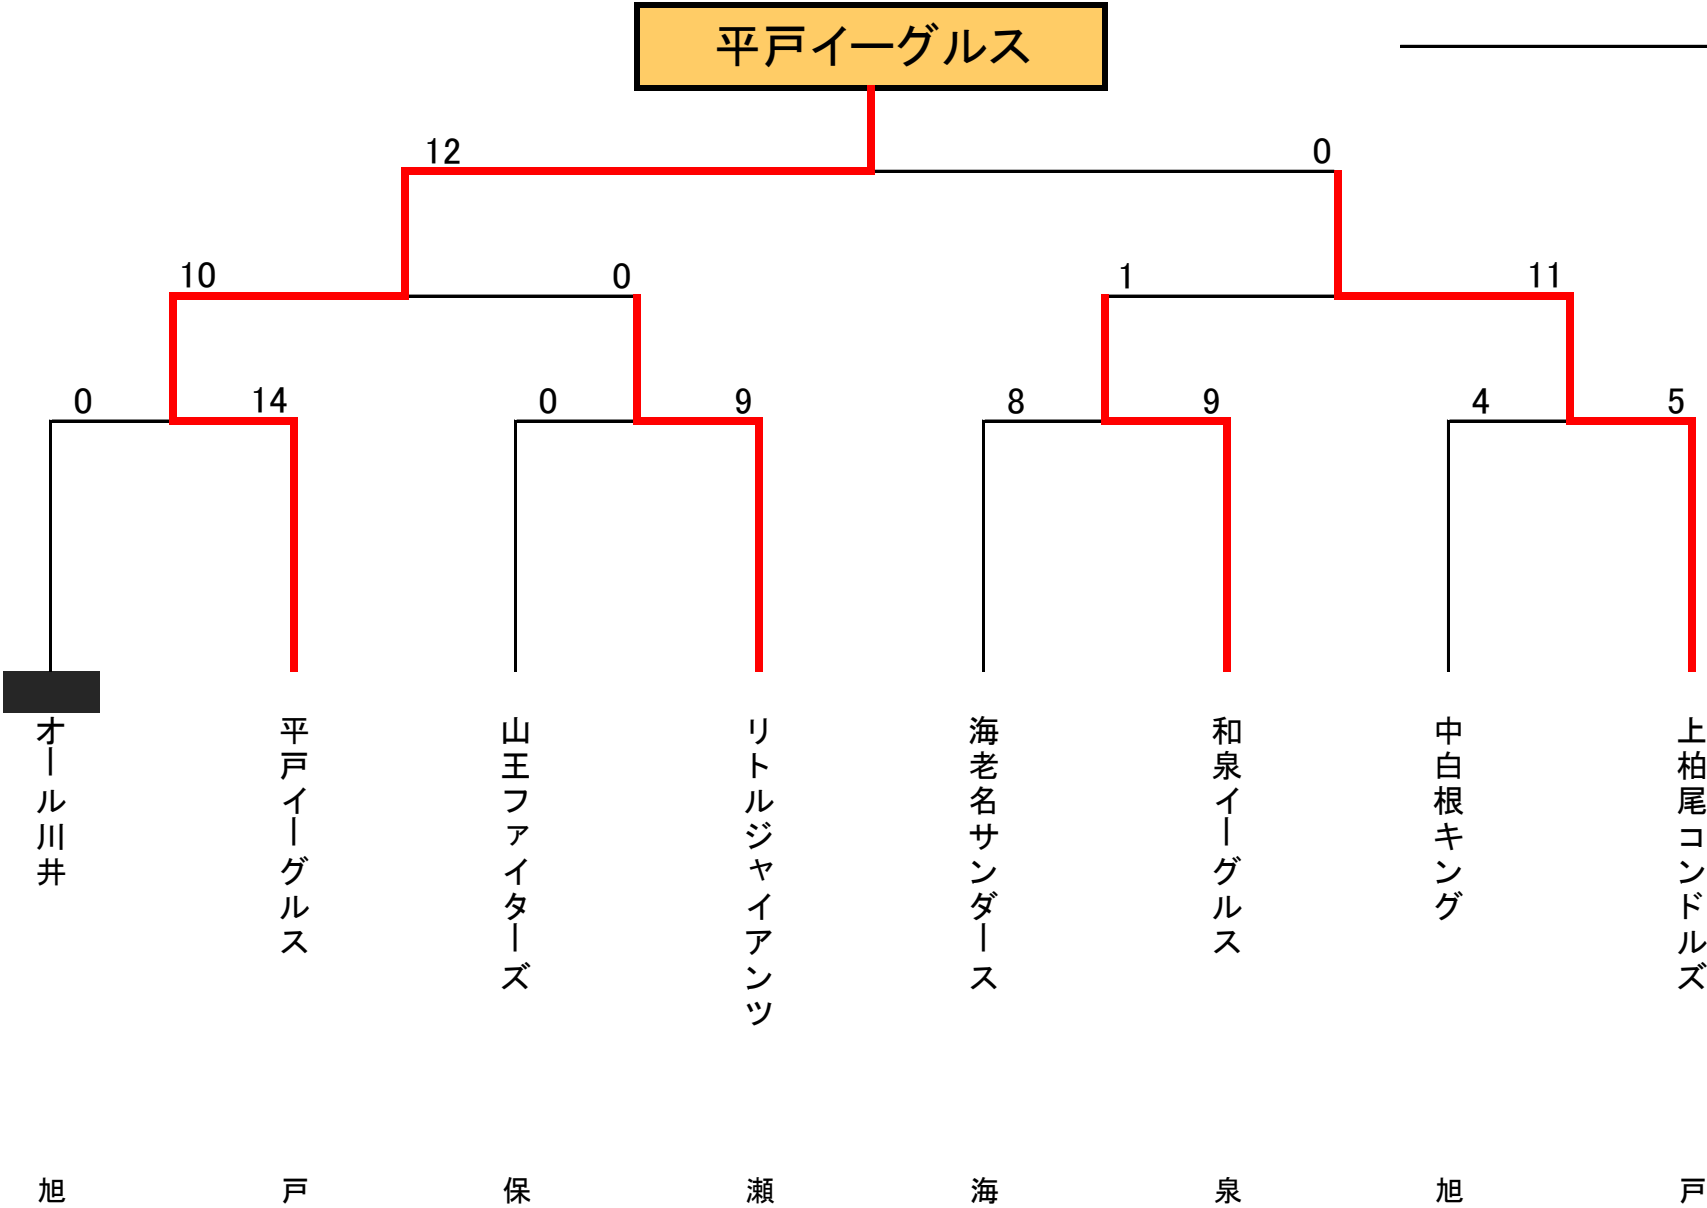 平戸イーグルス
12 0
10 0 1 11
0 14 0 9 8 9 4 5
オール川井
平戸イーグルス
山王ファイターズ
リトルジャイアンツ
海老名サンダース
和泉イーグルス
中白根キング
上柏尾コンドルズ
旭 戸 保 瀬 海 泉 旭 戸